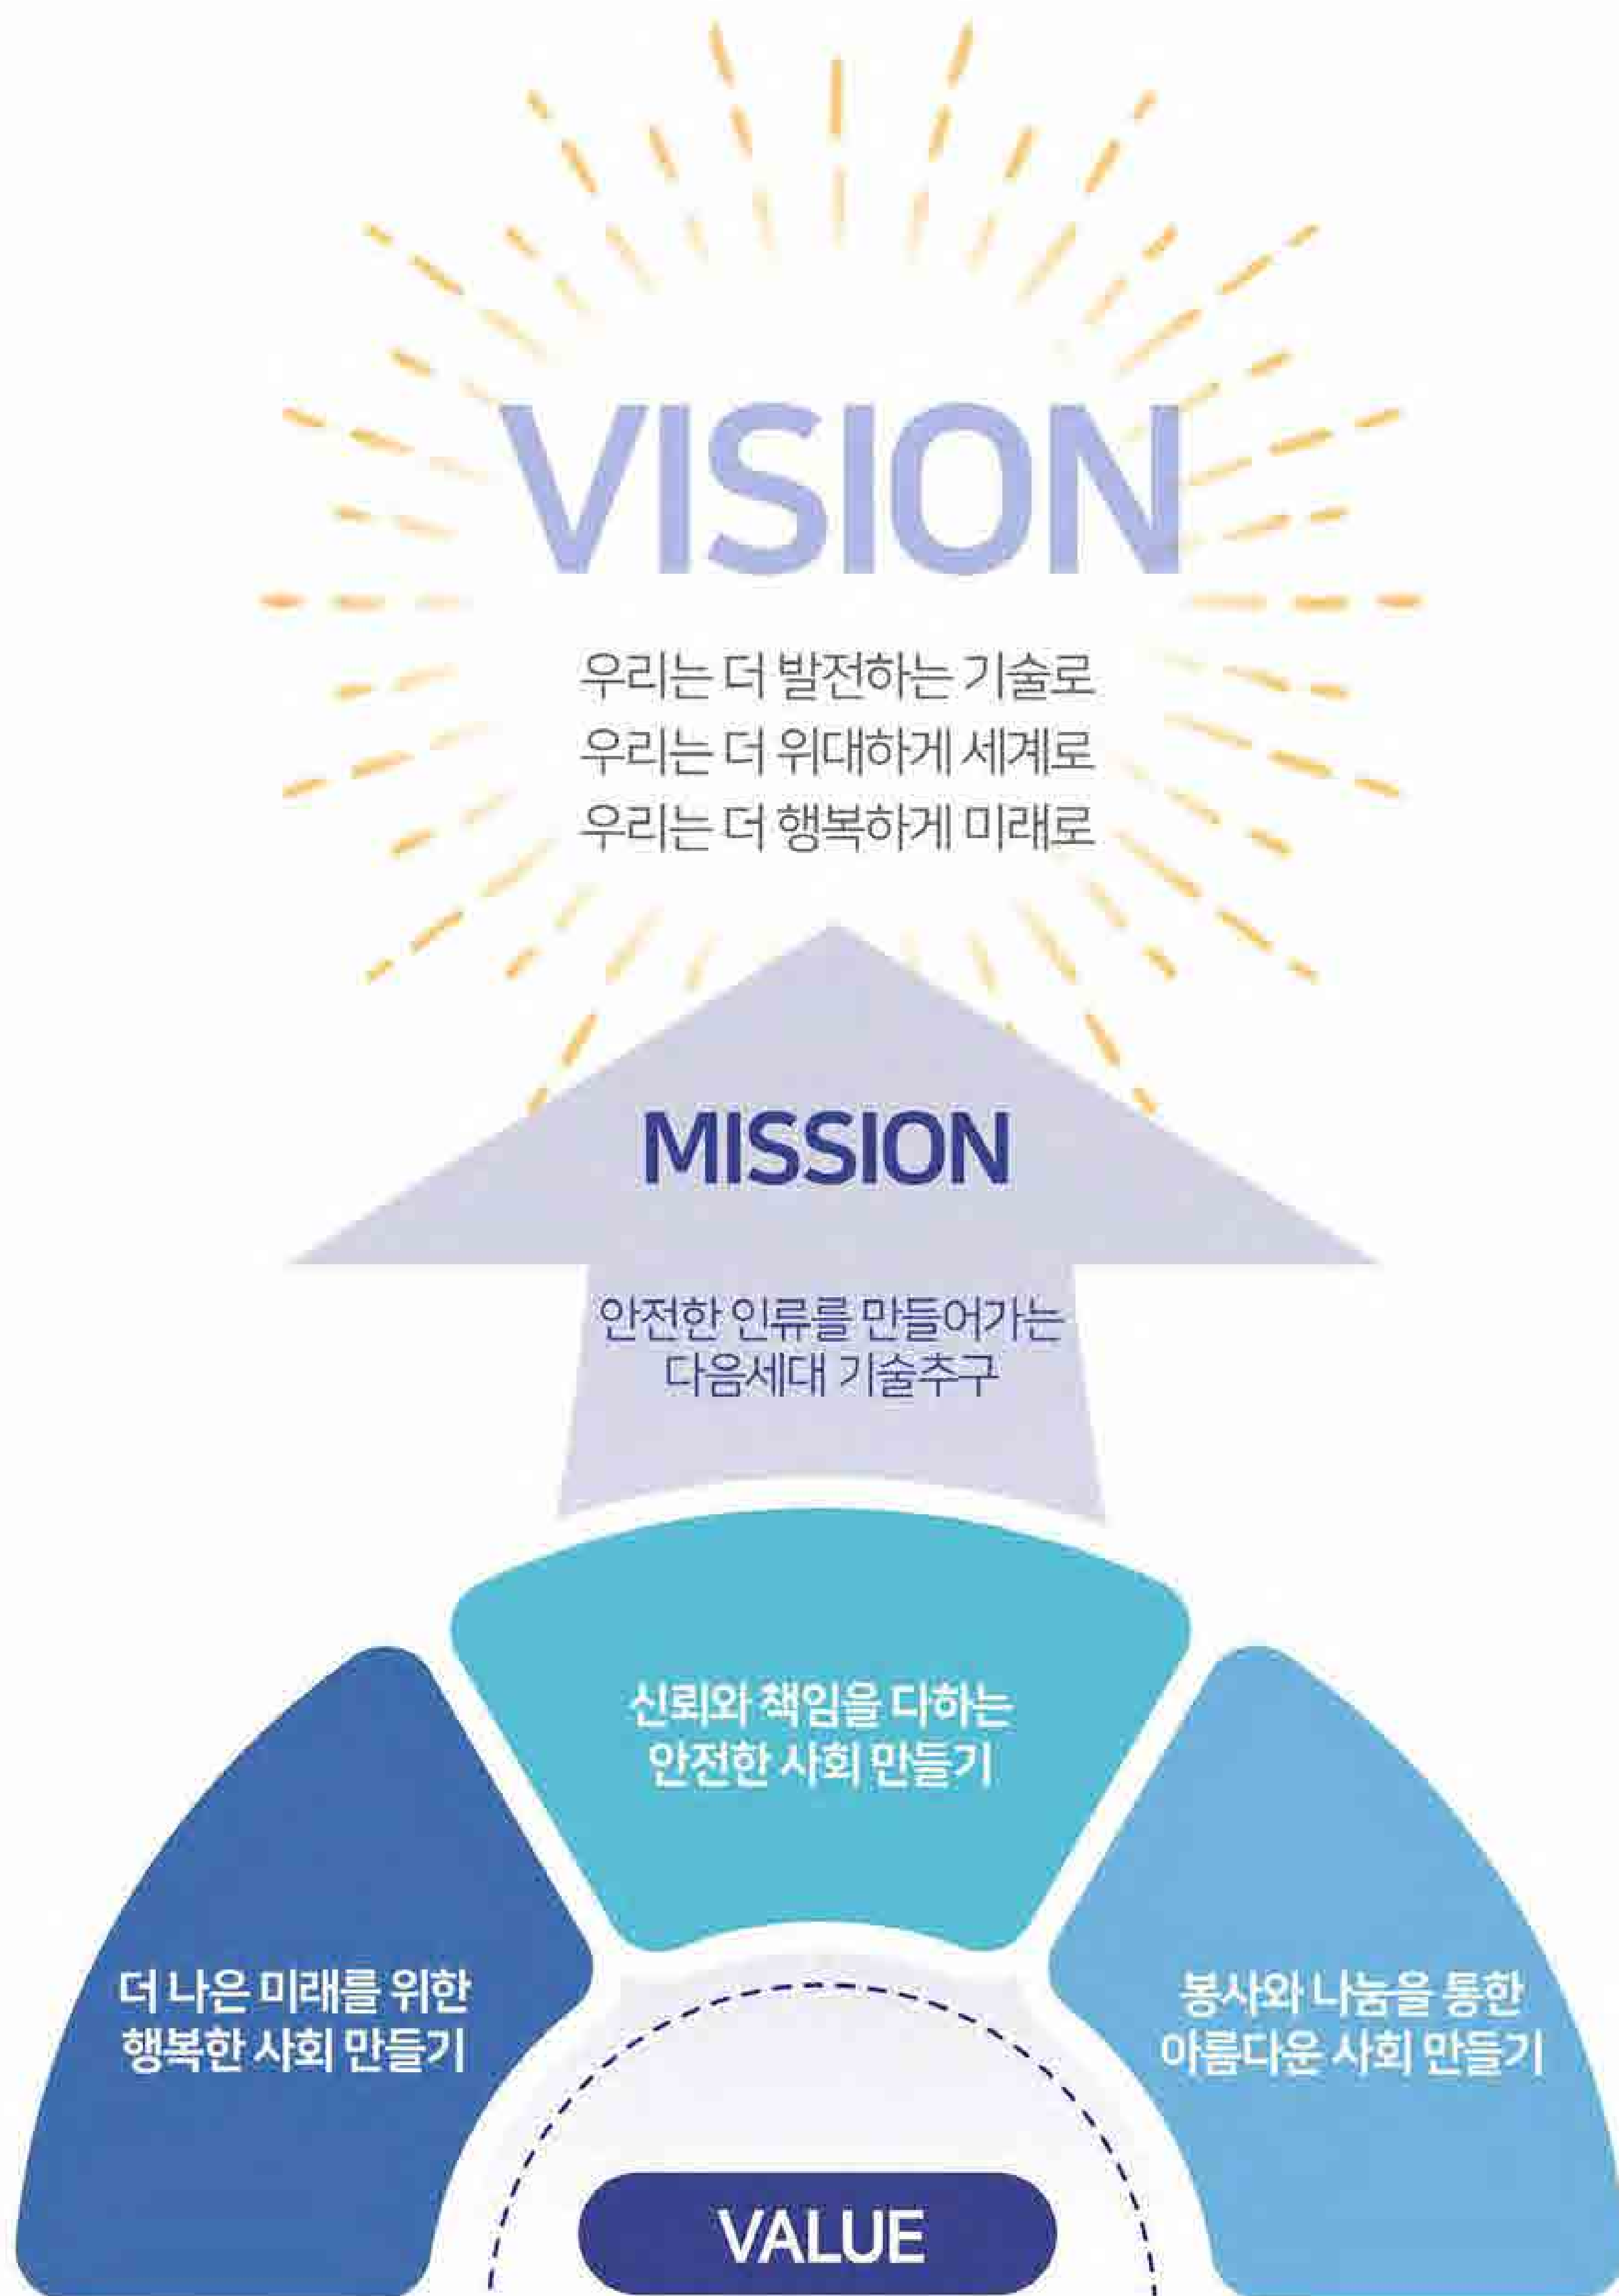 VISION
우리는 더 발전하는 기술로
우리는 더 위대하게 세계로
우리는 더 행복하게 미래로
MISSION
안전한 인류를 만들어가는
다음세대 기술추구
신뢰와 책임을 다하는
안전한 사회 만들기
더 나은 미래를 위한
행복한 사회 만들기
봉사와 나눔을 통한
아름다운 사회 만들기
VALUE